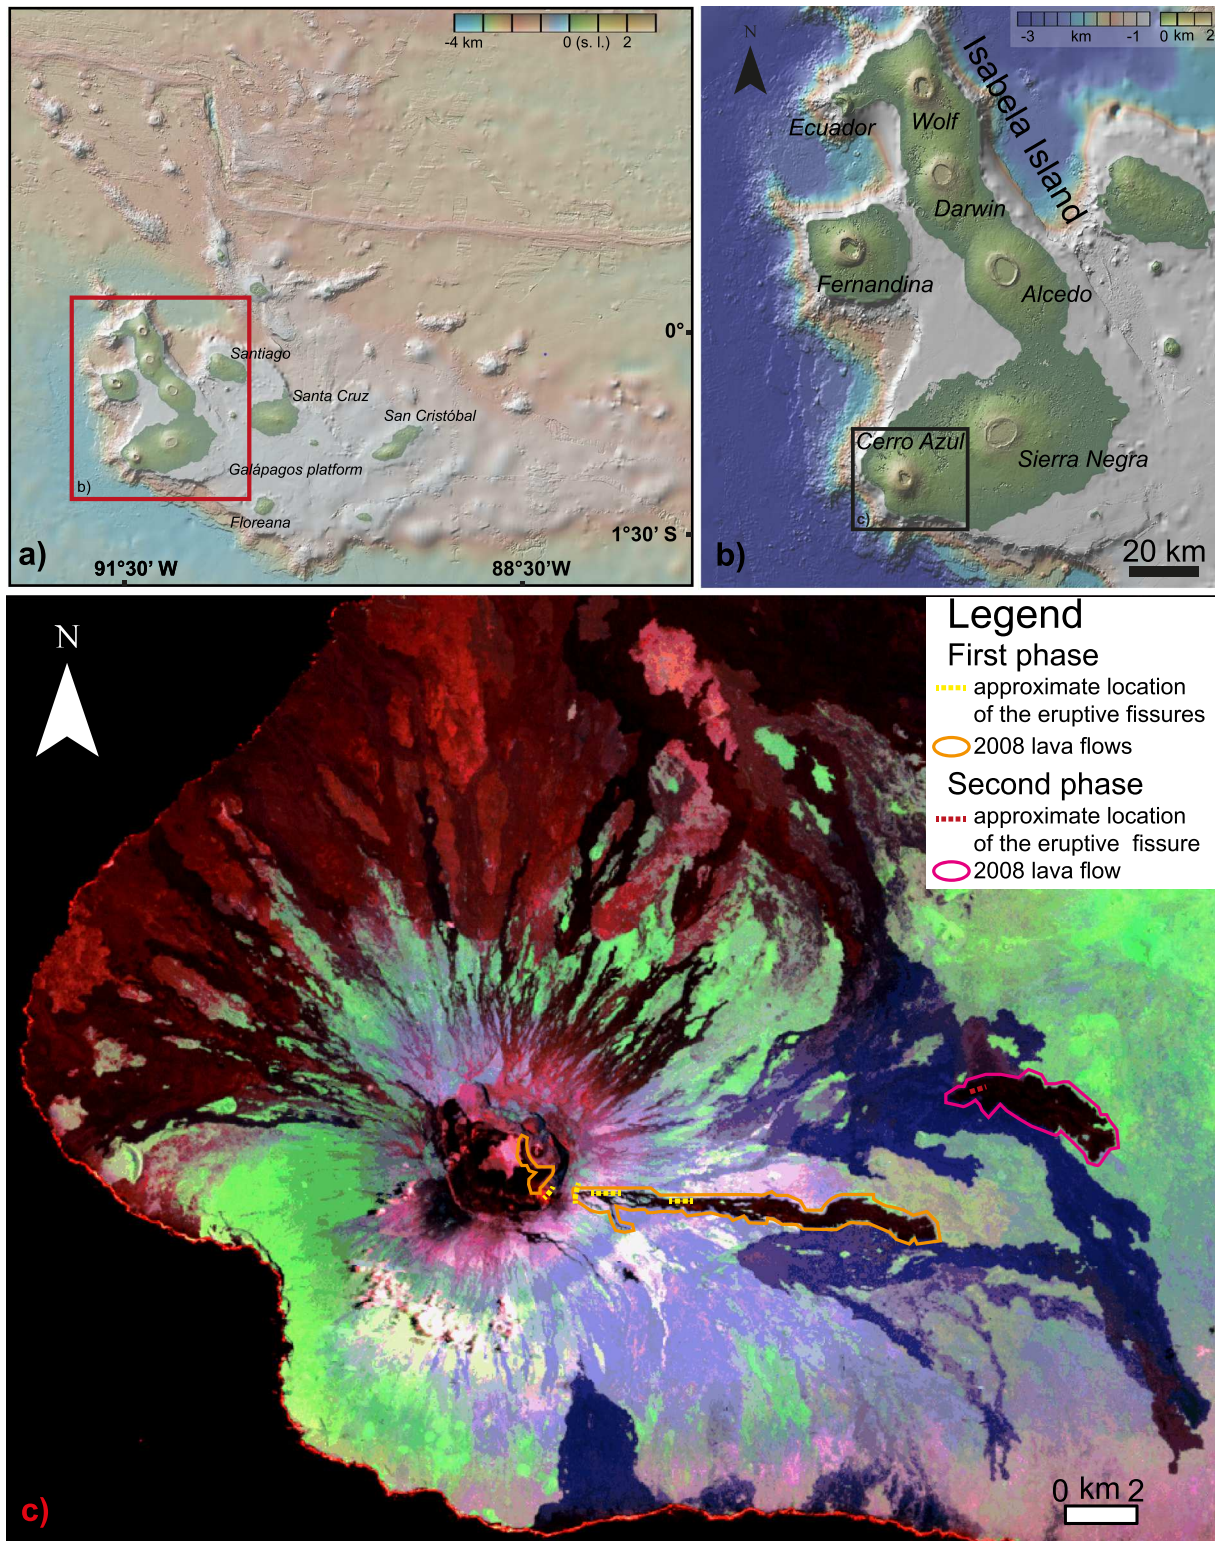 -4 km 0 (s. l.) 2
0°
Santiago
Santa Cruz
San Cristóbal
Galápagos platform
b)
Floreana
1°30’ S
a)
91°30’ W 88°30’W
N
-3 km -1 0 km 2
Isabela Island
Ecuador
Wolf
Darwin
Fernandina
Alcedo
Cerro Azul
Sierra Negra
c)
b)
20 km
N
Legend
First phase
approximate location
of the eruptive fissures
2008 lava flows
Second phase
approximate location
of the eruptive fissure
2008 lava flow
0 km 2
c)